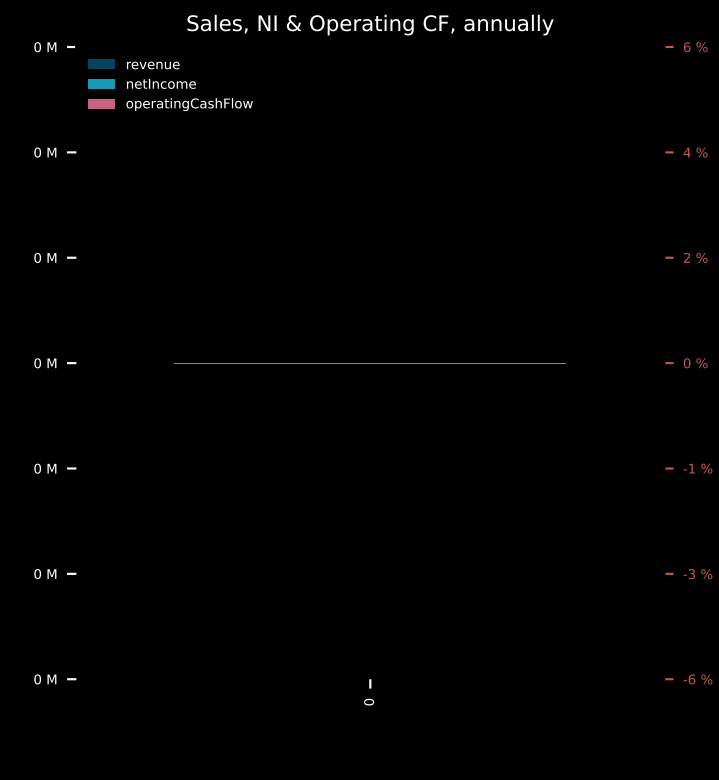 Sales, NI & Operating CF, annually
0 M
6 %
revenue
netIncome
operatingCashFlow
0 M
4 %
0 M
2 %
0 M
0 %
0 M
-1 %
0 M
-3 %
0 M
-6 %
0